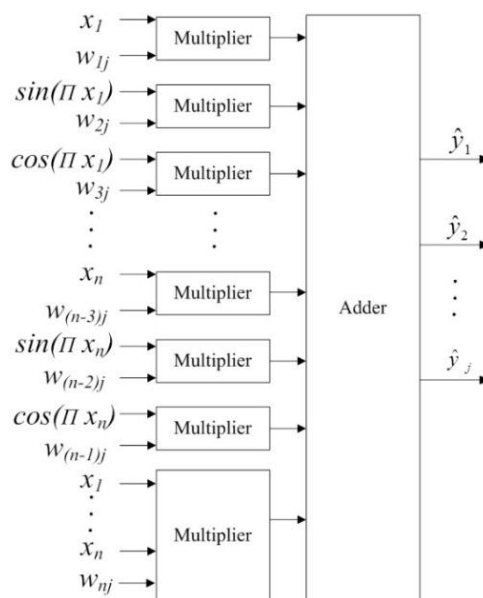 x₁
Multiplier
w₁ⱼ
sin(Π x₁)
Multiplier
w₂ⱼ
cos(Π x₁)
Multiplier
w₃ⱼ
xₙ
Multiplier
w₍ₙ₋₃₎ⱼ
sin(Π xₙ)
Multiplier
w₍ₙ₋₂₎ⱼ
cos(Π xₙ)
Multiplier
w₍ₙ₋₁₎ⱼ
x₁
Multiplier
xₙ
wₙⱼ
Adder
ŷ₁
ŷ₂
ŷ ⱼ